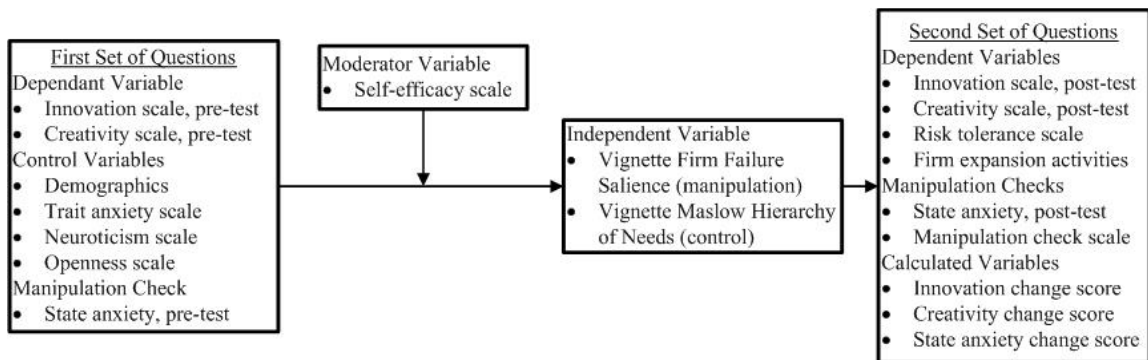 First Set of Questions
Dependant Variable
• Innovation scale, pre-test
• Creativity scale, pre-test
Control Variables
• Demographics
• Trait anxiety scale
• Neuroticism scale
• Openness scale
Manipulation Check
• State anxiety, pre-test
Moderator Variable
• Self-efficacy scale
Independent Variable
• Vignette Firm Failure
Salience (manipulation)
• Vignette Maslow Hierarchy
of Needs (control)
Second Set of Questions
Dependent Variables
• Innovation scale, post-test
• Creativity scale, post-test
• Risk tolerance scale
• Firm expansion activities
Manipulation Checks
• State anxiety, post-test
• Manipulation check scale
Calculated Variables
• Innovation change score
• Creativity change score
• State anxiety change score